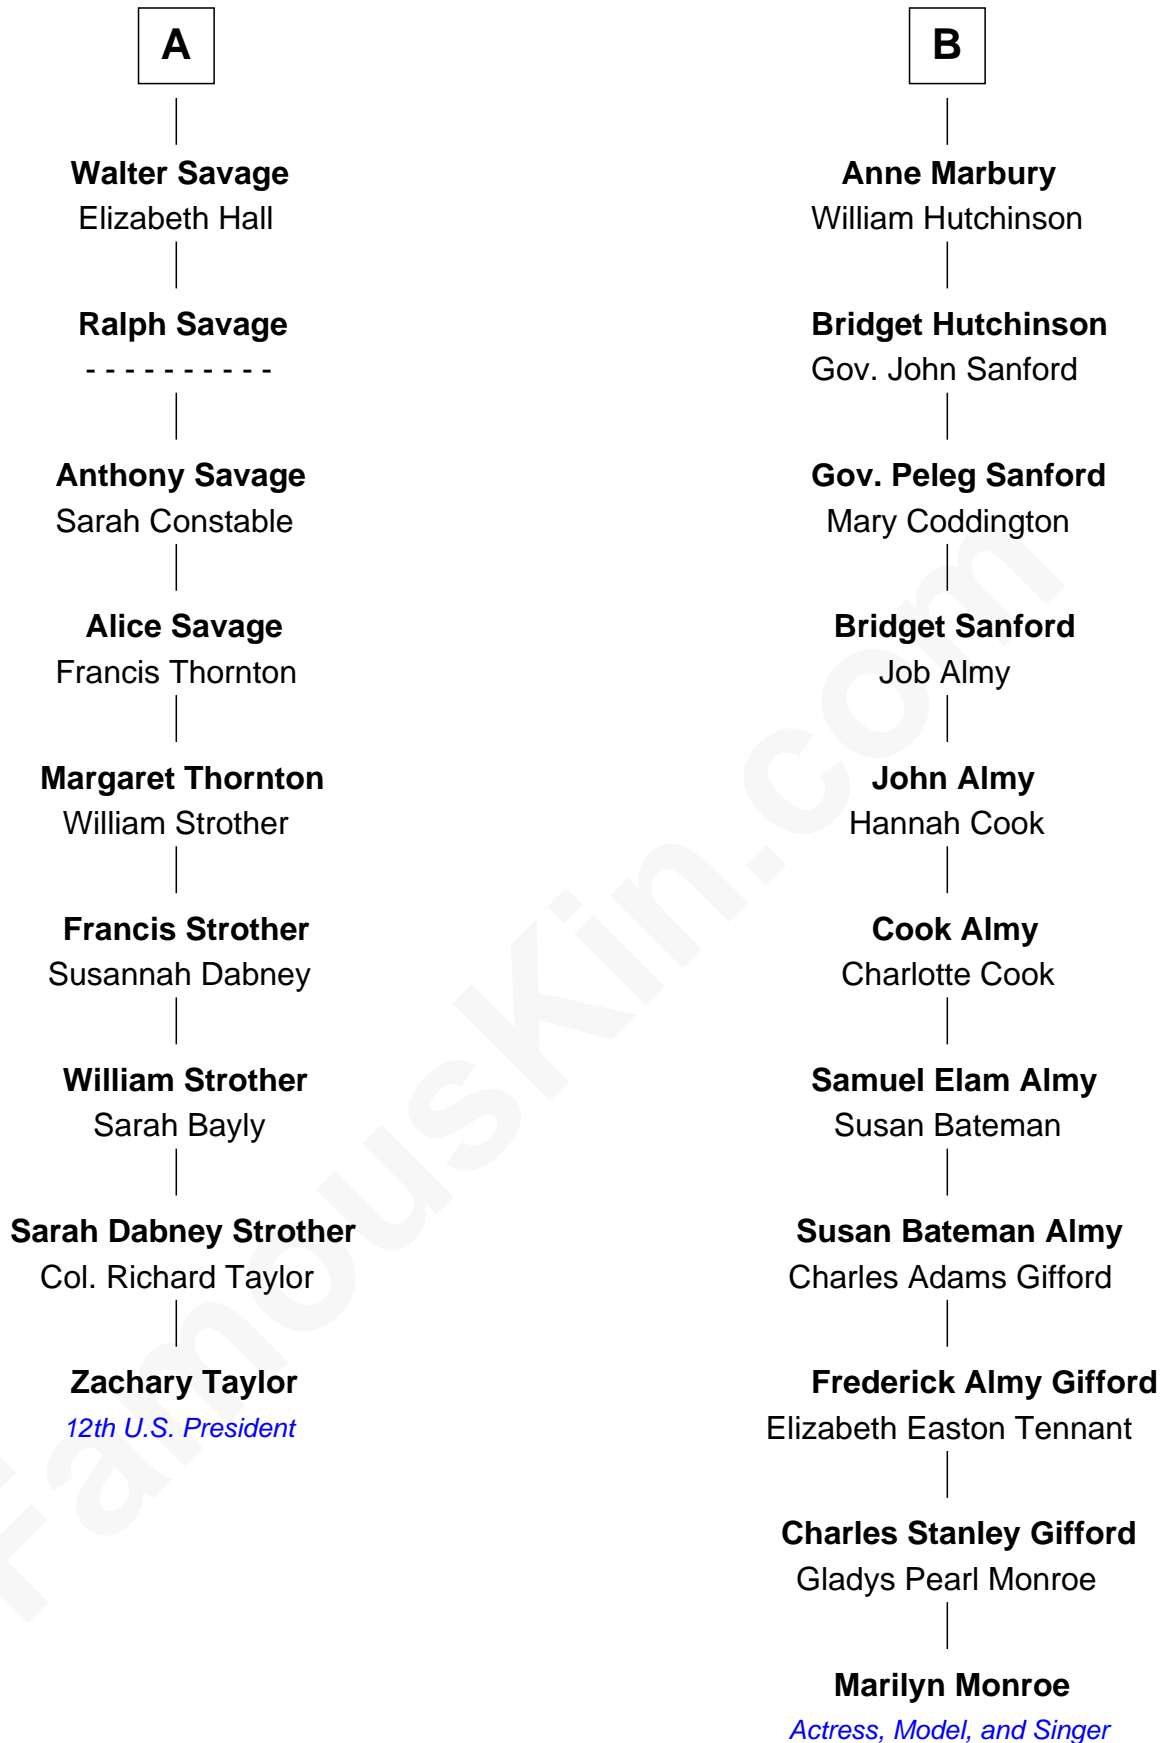 A
Walter Savage
Elizabeth Hall
Ralph Savage
- - - - - - - - - -
Anthony Savage
Sarah Constable
Alice Savage
Francis Thornton
Margaret Thornton
William Strother
Francis Strother
Susannah Dabney
William Strother
Sarah Bayly
Sarah Dabney Strother
Col. Richard Taylor
Zachary Taylor
12th U.S. President
B
Anne Marbury
William Hutchinson
Bridget Hutchinson
Gov. John Sanford
Gov. Peleg Sanford
Mary Coddington
Bridget Sanford
Job Almy
John Almy
Hannah Cook
Cook Almy
Charlotte Cook
Samuel Elam Almy
Susan Bateman
Susan Bateman Almy
Charles Adams Gifford
Frederick Almy Gifford
Elizabeth Easton Tennant
Charles Stanley Gifford
Gladys Pearl Monroe
Marilyn Monroe
Actress, Model, and Singer
FamousKin.com